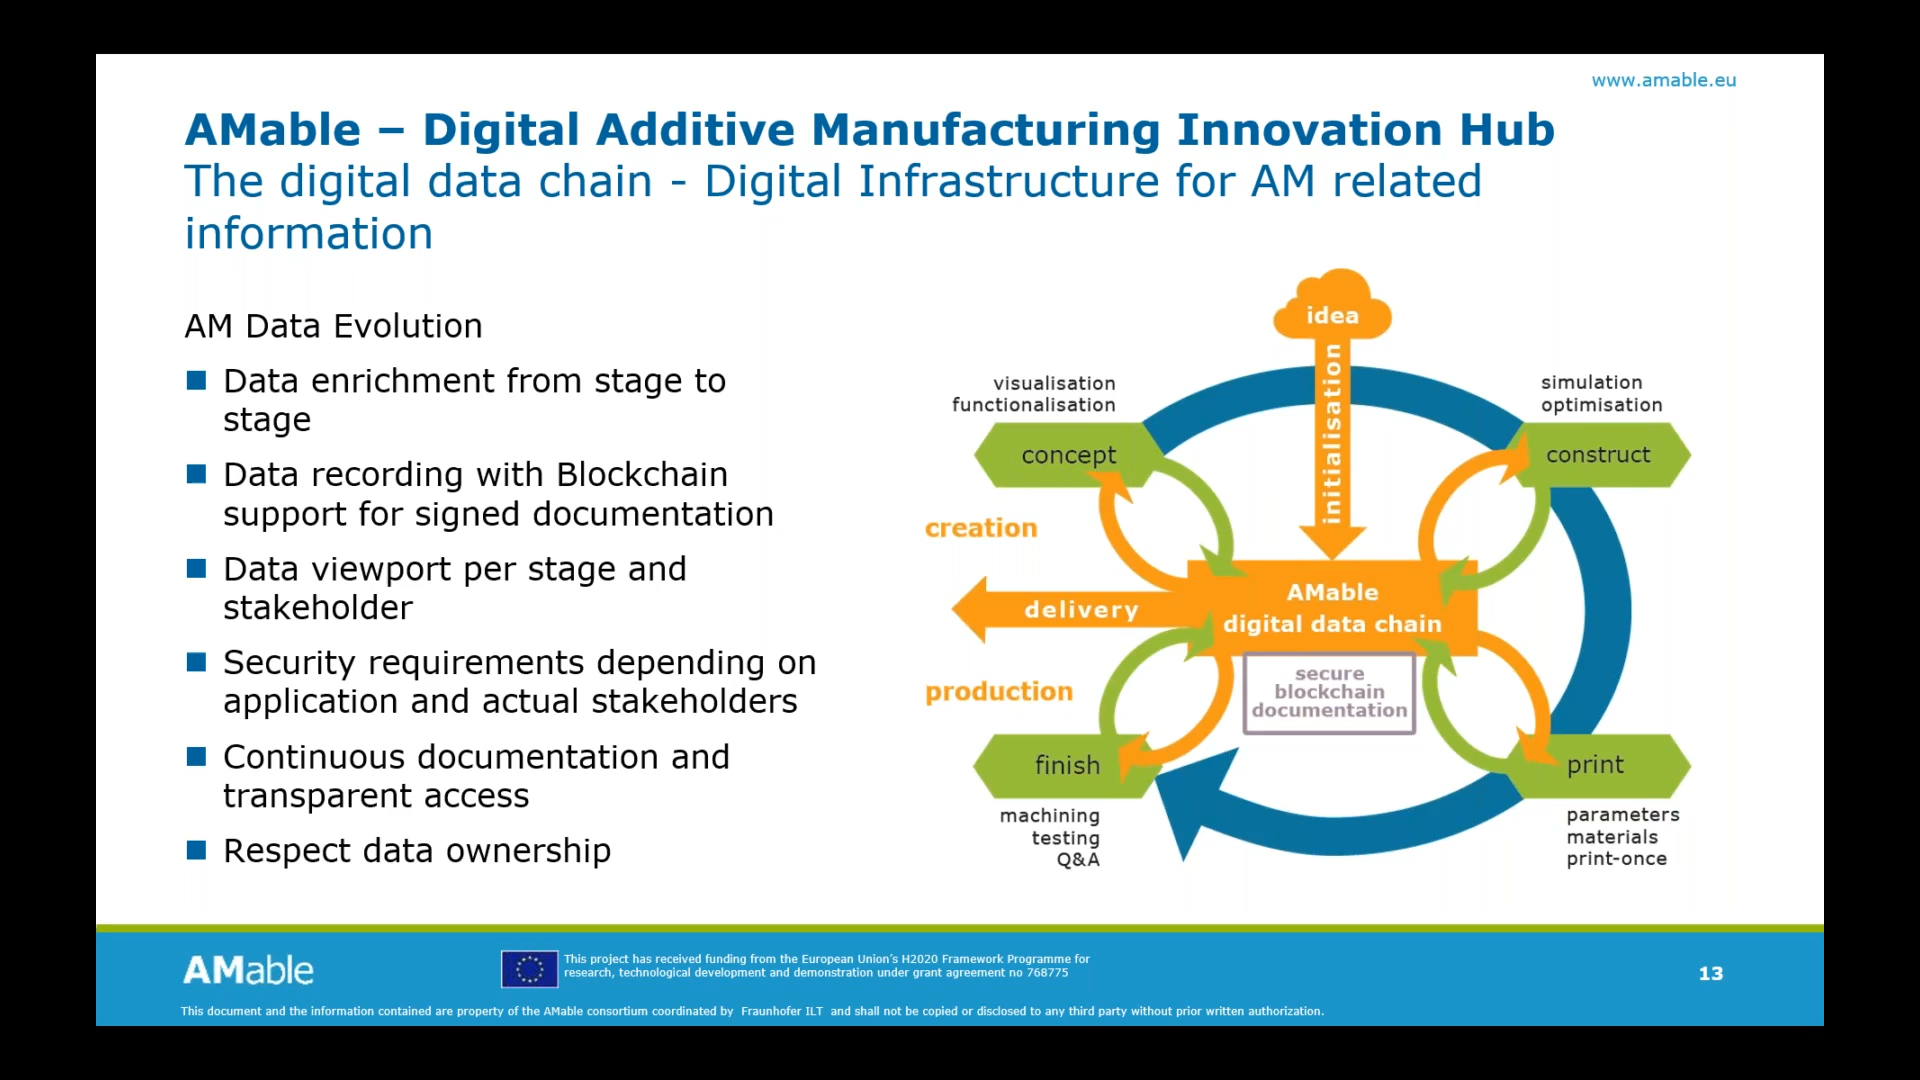 www.amable.eu
AMable – Digital Additive Manufacturing Innovation Hub
The digital data chain - Digital Infrastructure for AM related
information
AM Data Evolution
Data enrichment from stage to
stage
Data recording with Blockchain
support for signed documentation
Data viewport per stage and
stakeholder
Security requirements depending on
application and actual stakeholders
Continuous documentation and
transparent access
Respect data ownership
idea
initialisation
visualisation
functionalisation
concept
simulation
optimisation
construct
creation
delivery
AMable
digital data chain
secure
blockchain
documentation
production
finish
machining
testing
Q&A
print
parameters
materials
print-once
AMable
This project has received funding from the European Union's H2020 Framework Programme for
research, technological development and demonstration under grant agreement no 768775
13
This document and the information contained are property of the AMable consortium coordinated by Fraunhofer ILT and shall not be copied or disclosed to any third party without prior written authorization.